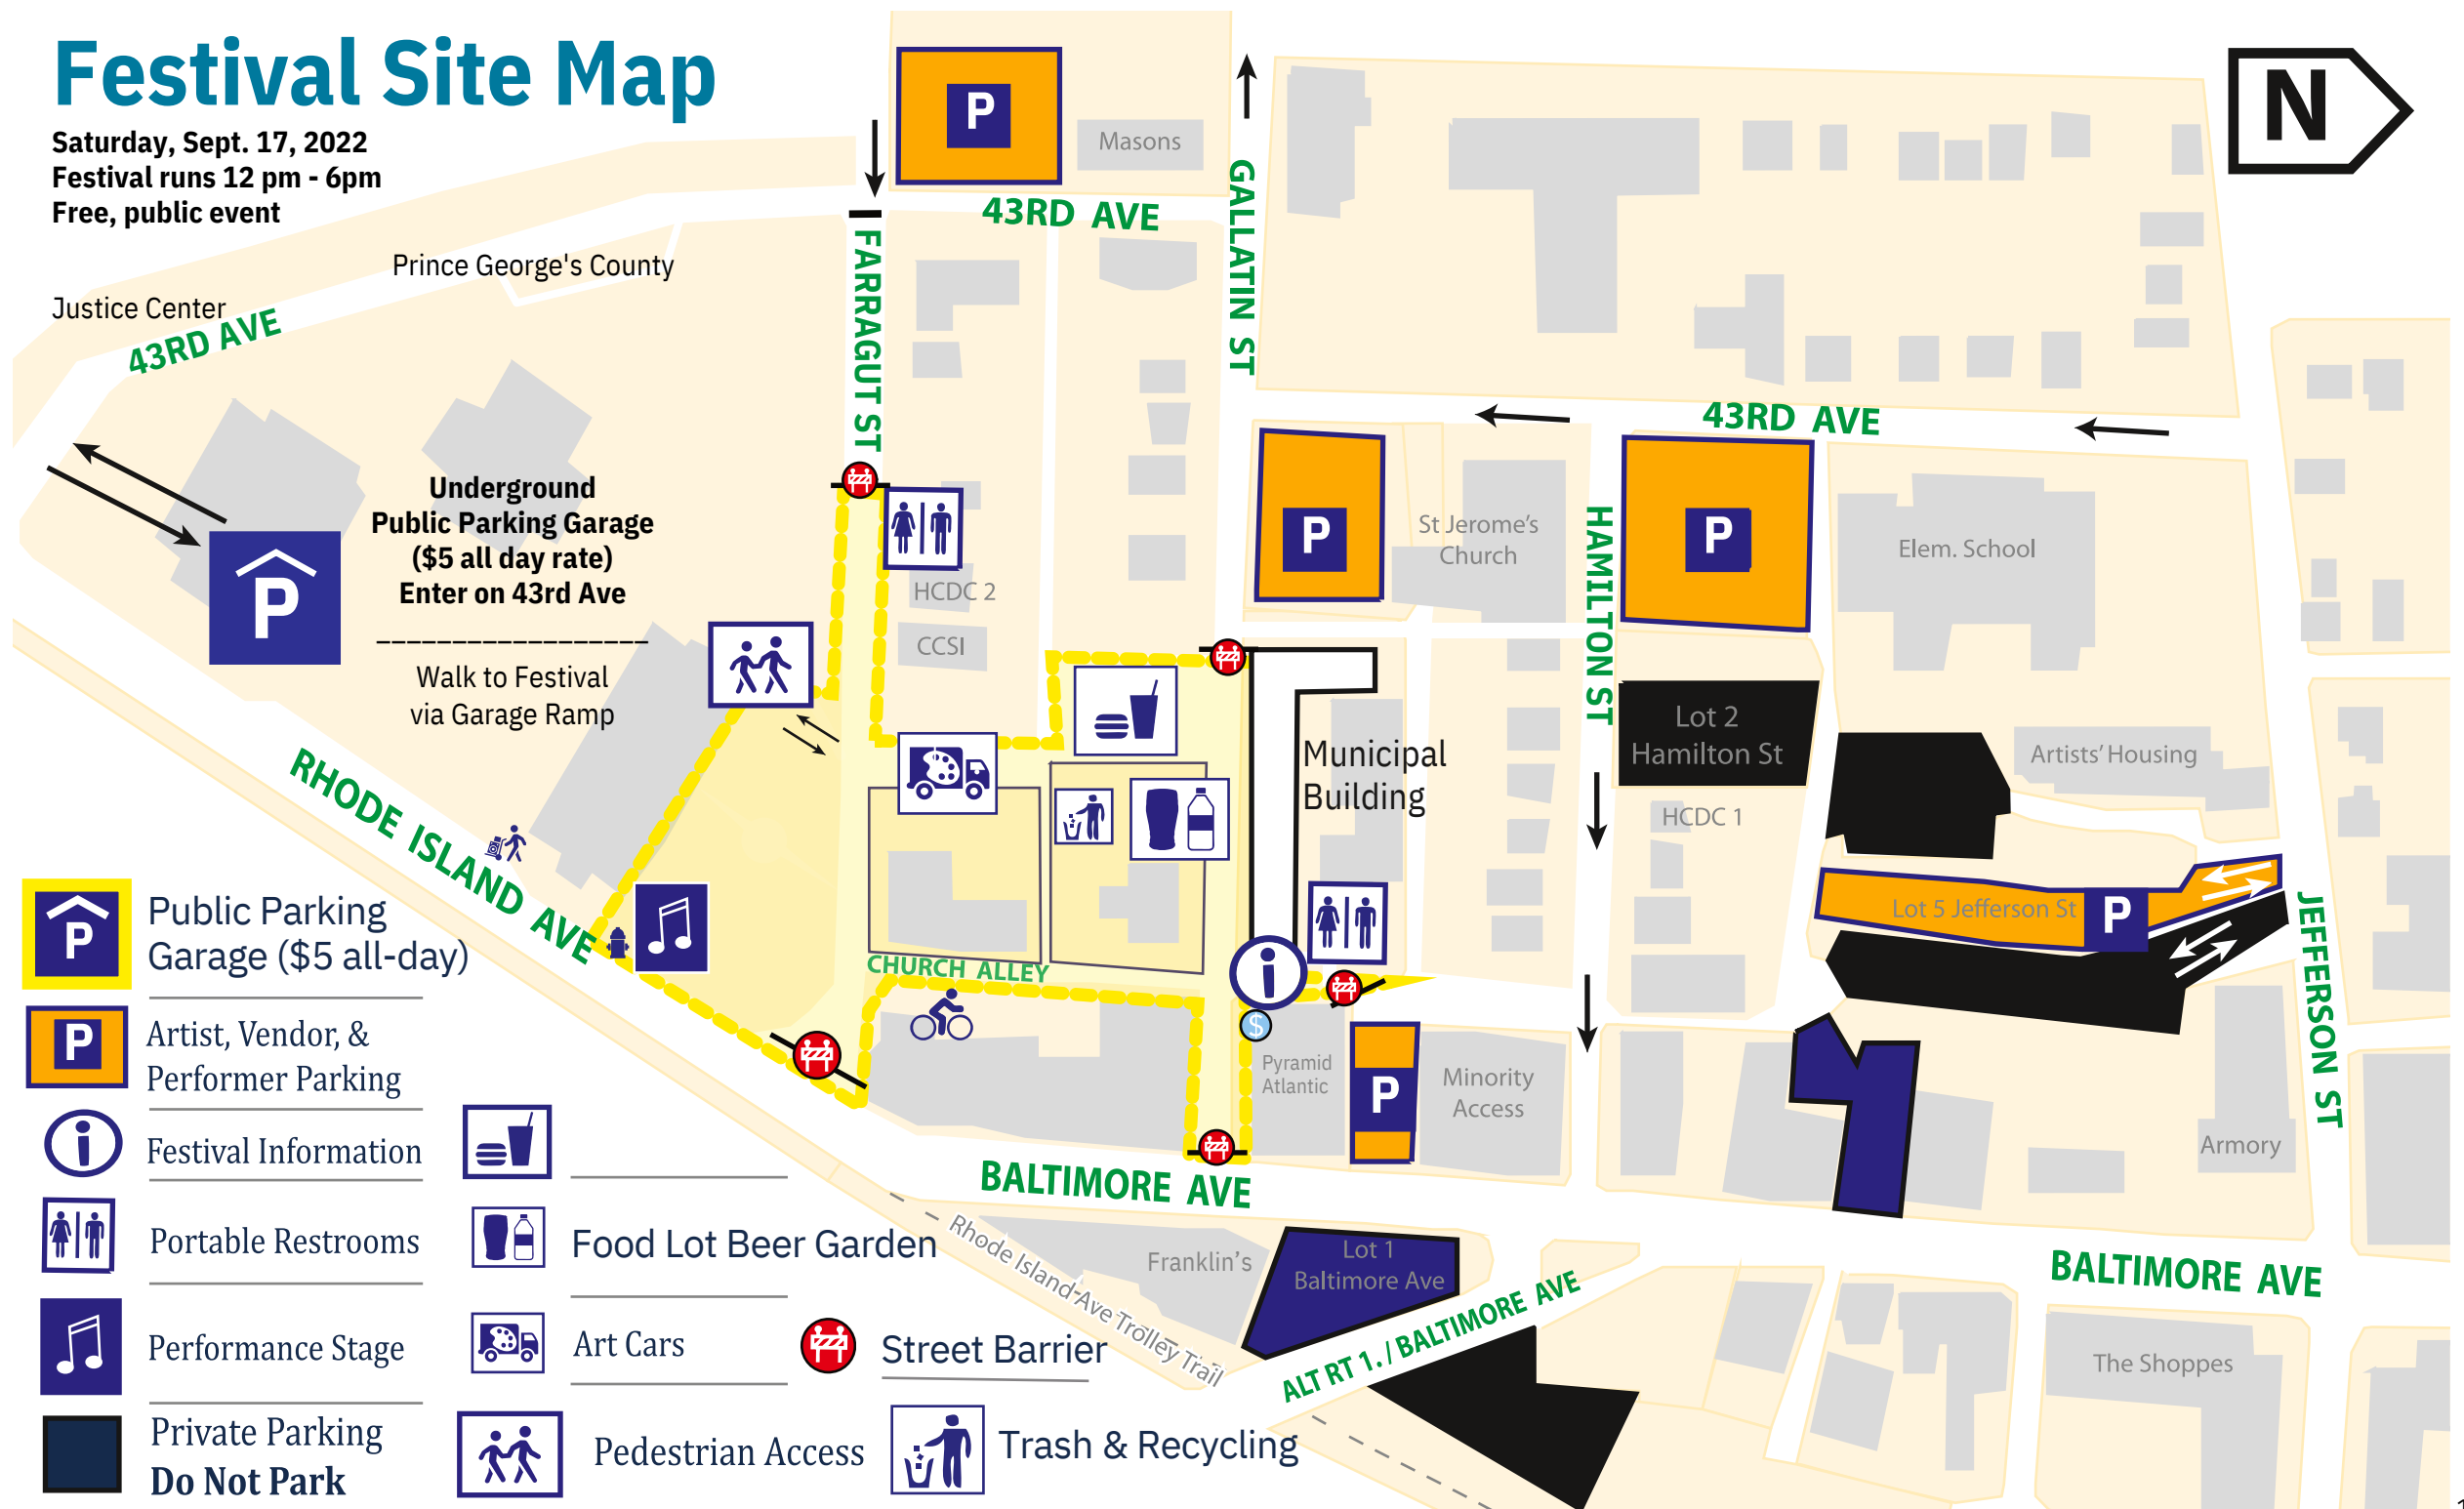 Festival Site Map
Saturday, Sept. 17, 2022
Festival runs 12 pm - 6pm
Free, public event
N
P
Masons
43RD AVE
GALLATIN ST
FARRAGUT ST
Prince George's County
Justice Center
43RD AVE
43RD AVE
Underground
Public Parking Garage
($5 all day rate)
Enter on 43rd Ave
Walk to Festival
via Garage Ramp
P
P
St Jerome's
Church
HAMILTON ST
P
Elem. School
HCDC 2
CCSI
Municipal
Building
Lot 2
Hamilton St
HCDC 1
Artists' Housing
Lot 5 Jefferson St
P
JEFFERSON ST
RHODE ISLAND AVE
CHURCH ALLEY
i
$
Pyramid
Atlantic
P
Minority
Access
Armory
BALTIMORE AVE
Rhode Island Ave Trolley Trail
Franklin's
Lot 1
Baltimore Ave
ALT RT 1. / BALTIMORE AVE
BALTIMORE AVE
The Shoppes
P
Public Parking
Garage ($5 all-day)
P
Artist, Vendor, &
Performer Parking
i
Festival Information
Portable Restrooms
Performance Stage
Private Parking
Do Not Park
Food Lot Beer Garden
Art Cars
Street Barrier
Pedestrian Access
Trash & Recycling